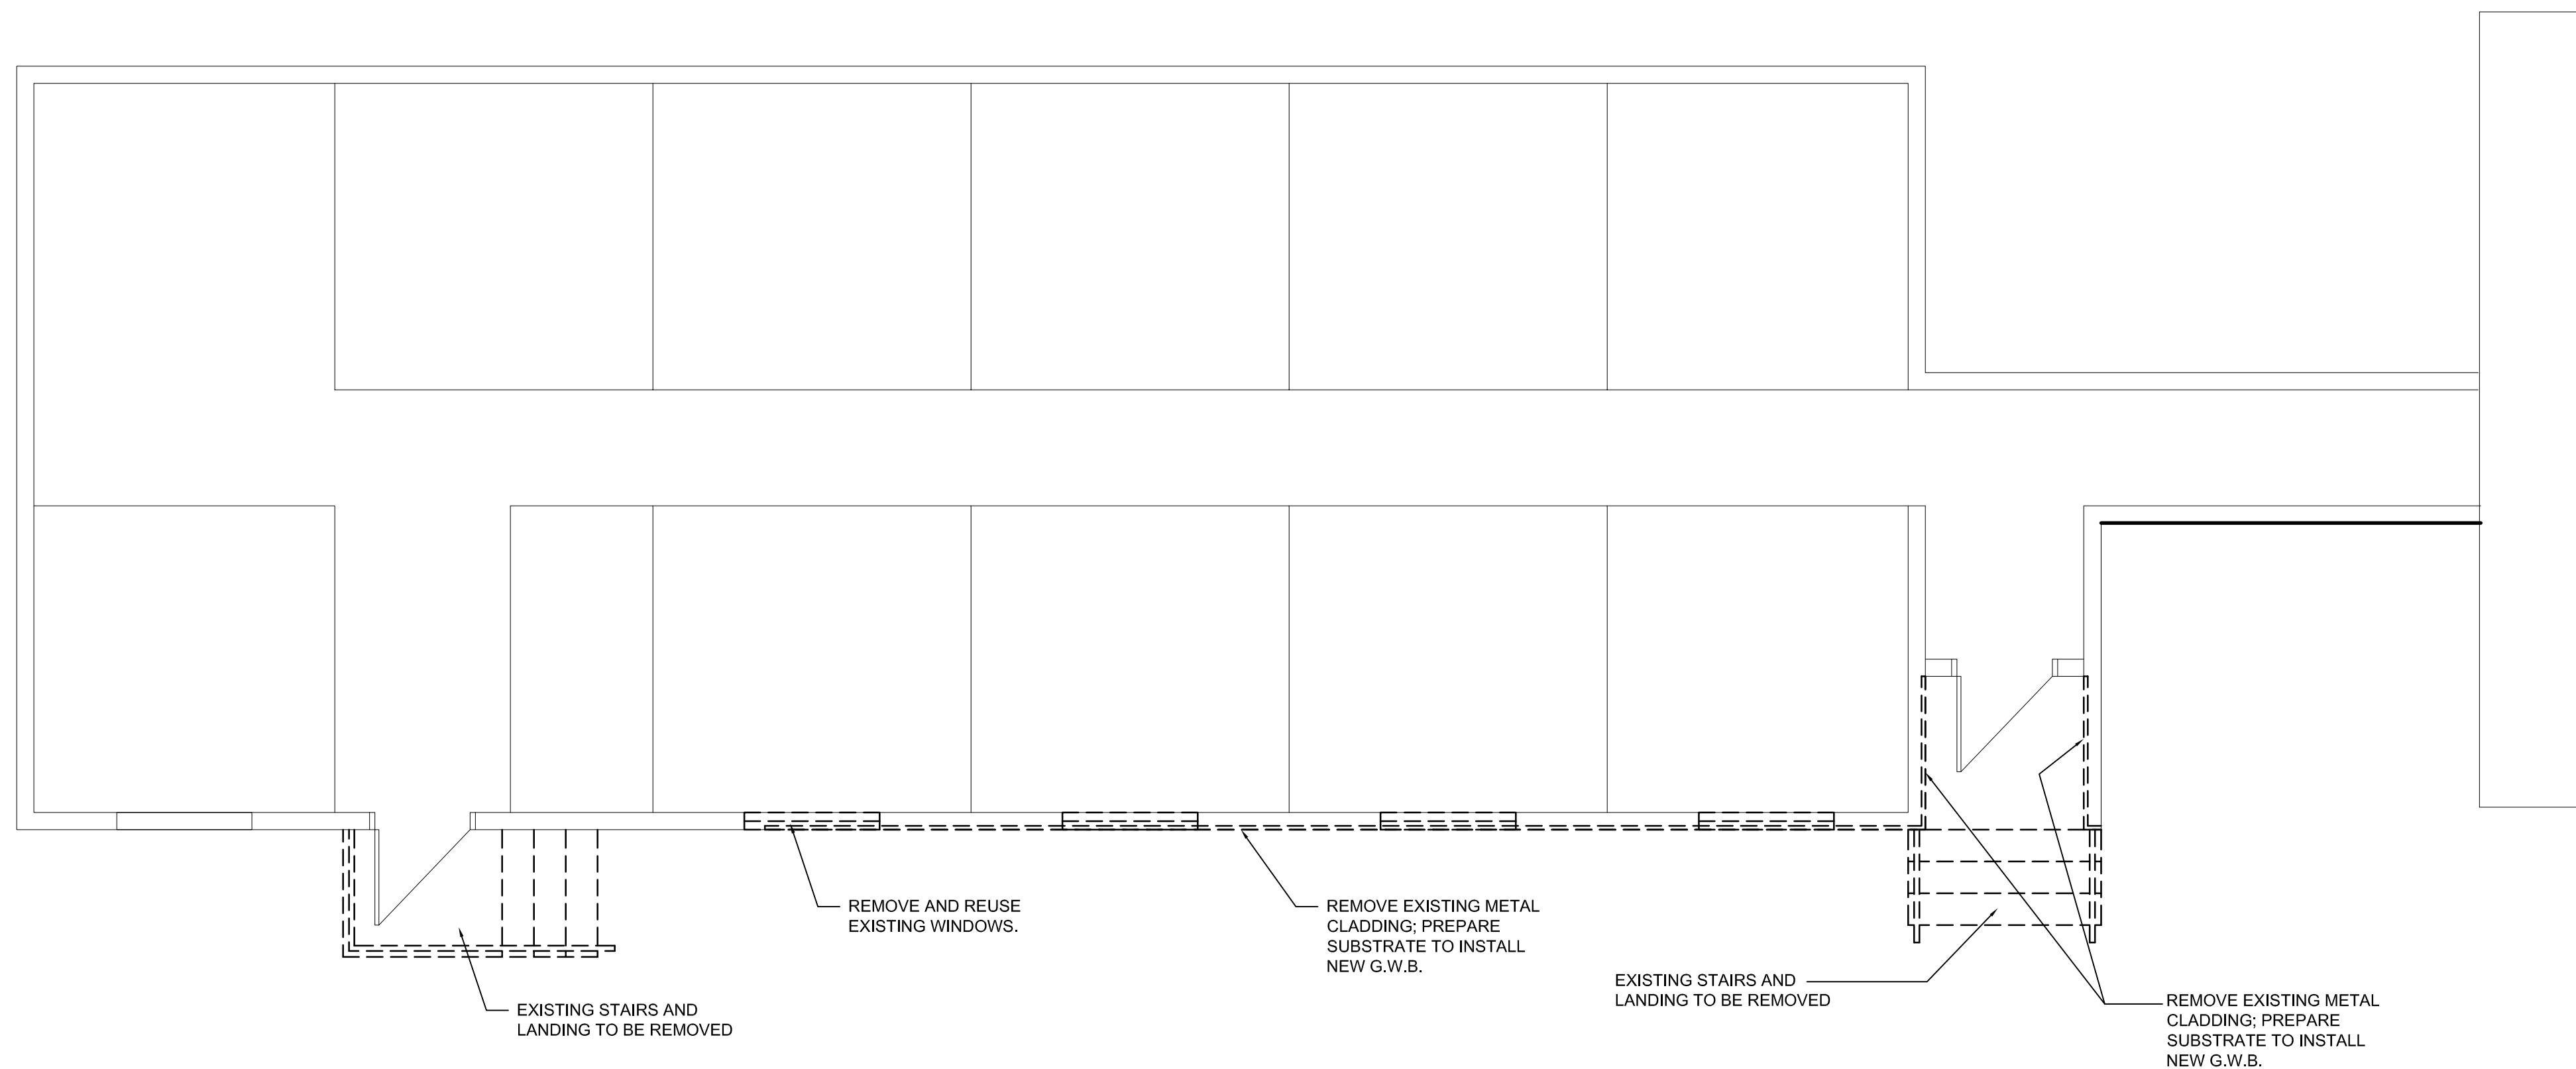 REMOVE AND REUSE
EXISTING WINDOWS.
REMOVE EXISTING METAL
CLADDING; PREPARE
SUBSTRATE TO INSTALL
NEW G.W.B.
EXISTING STAIRS AND
LANDING TO BE REMOVED
EXISTING STAIRS AND
LANDING TO BE REMOVED
REMOVE EXISTING METAL
CLADDING; PREPARE
SUBSTRATE TO INSTALL
NEW G.W.B.